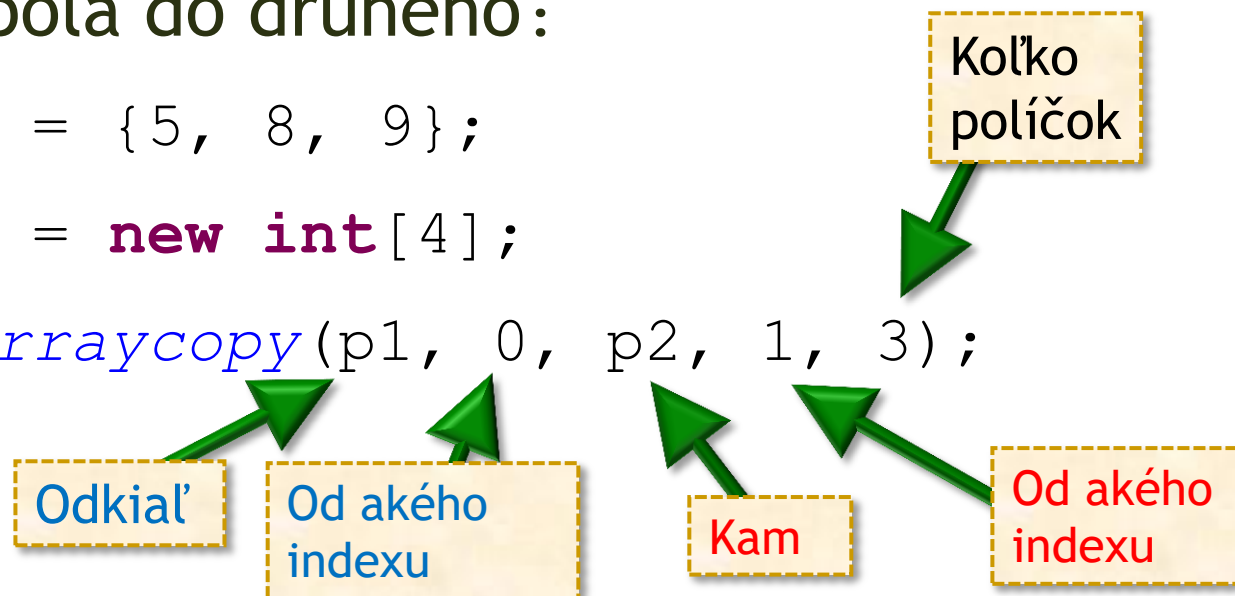 poľa do druhého:
= {5, 8, 9};
= new int[4];
rraycopy(p1, 0, p2, 1, 3);
Koľko
políčok
Odkiaľ
Od akého
indexu
Kam
Od akého
indexu